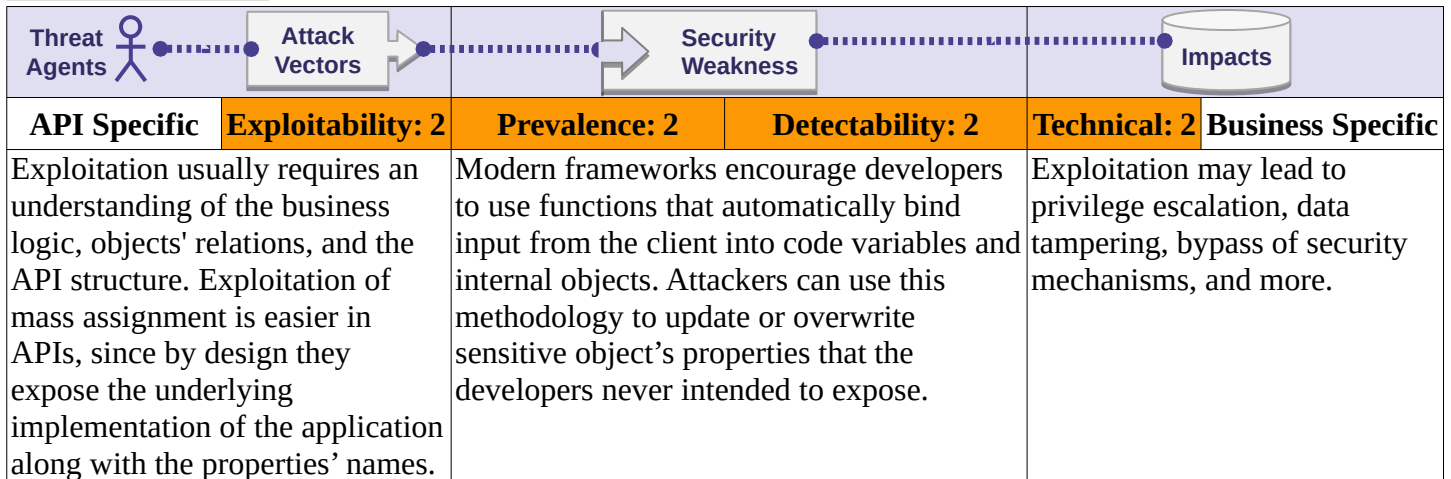 Threat
Agents
Attack
Vectors
Security
Weakness
Impacts
API Specific
Exploitability: 2
Prevalence: 2
Detectability: 2
Technical: 2
Business Specific
Exploitation usually requires an
understanding of the business
logic, objects' relations, and the
API structure. Exploitation of
mass assignment is easier in
APIs, since by design they
expose the underlying
implementation of the application
along with the properties’ names.
Modern frameworks encourage developers
to use functions that automatically bind
input from the client into code variables and
internal objects. Attackers can use this
methodology to update or overwrite
sensitive object’s properties that the
developers never intended to expose.
Exploitation may lead to
privilege escalation, data
tampering, bypass of security
mechanisms, and more.